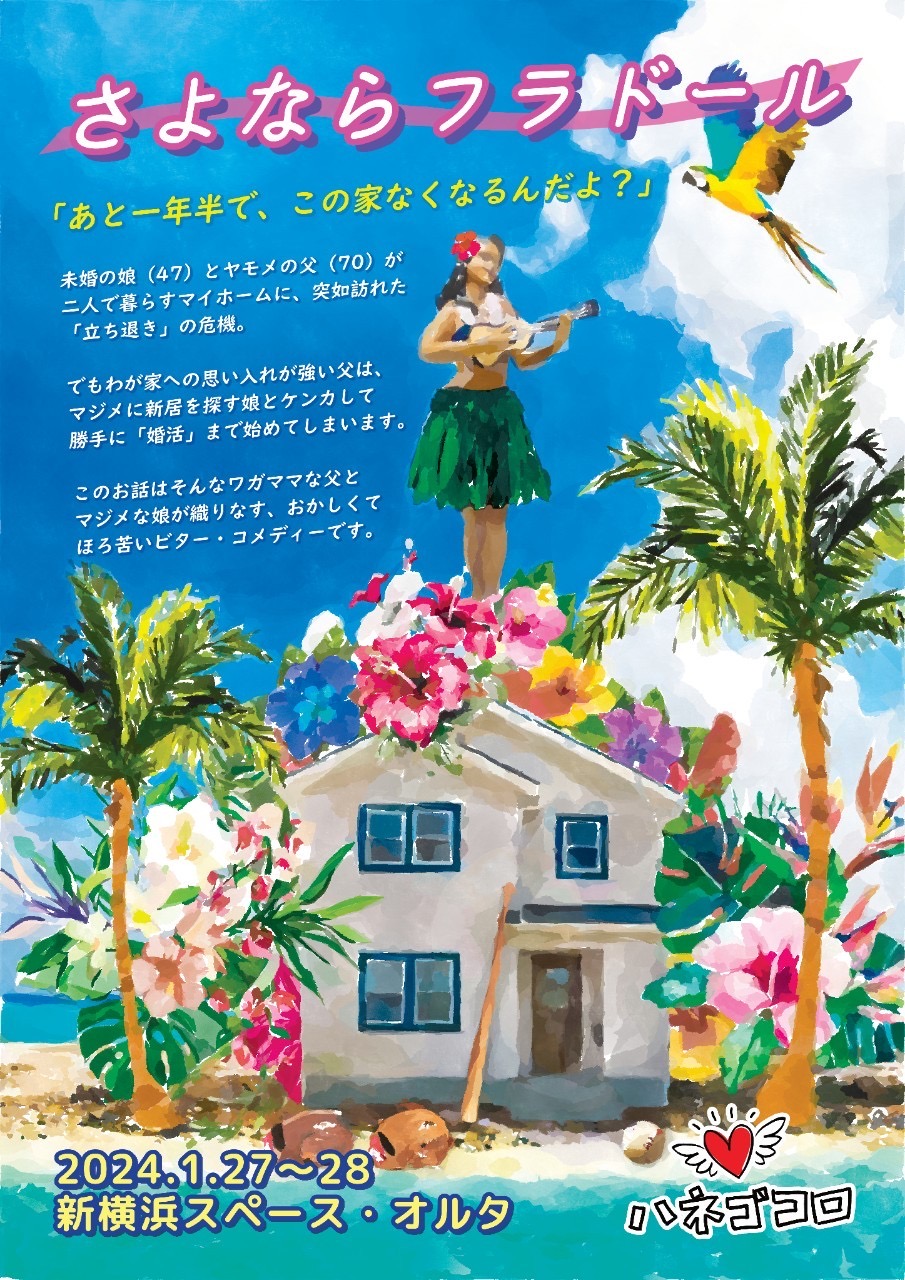 さよならフラドール
「あと一年半で、この家なくなるんだよ？」
未婚の娘（47）とヤモメの父（70）が
二人で暮らすマイホームに、突如訪れた
「立ち退き」の危機。
でもわが家への思い入れが強い父は、
マジメに新居を探す娘とケンカして
勝手に「婚活」まで始めてしまいます。
このお話はそんなワガママな父と
マジメな娘が織りなす、おかしくて
ほろ苦いビター・コメディーです。
2024.1.27～28
新横浜スペース・オルタ
ハネゴコロ